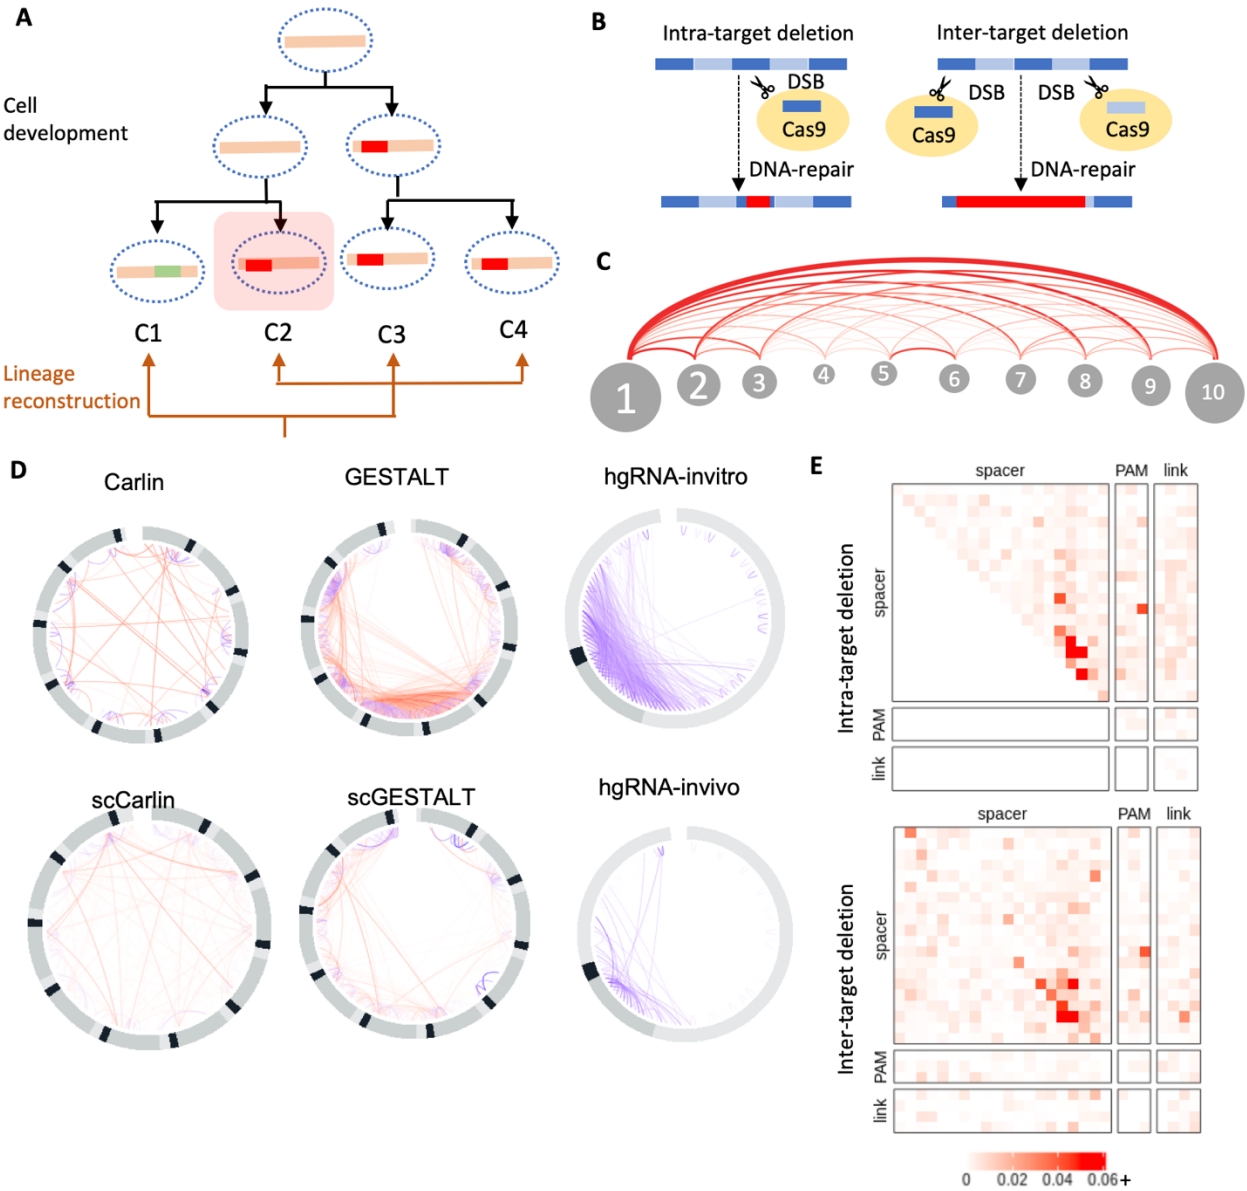 A
Cell
development
C1
C2
C3
C4
Lineage
reconstruction
B
Intra-target deletion
Inter-target deletion
DSB
DSB
DSB
Cas9
Cas9
Cas9
DNA-repair
DNA-repair
C
1
2
3
4
5
6
7
8
9
10
D
Carlin
GESTALT
hgRNA-invitro
scCarlin
scGESTALT
hgRNA-invivo
E
spacer
PAM
link
Intra-target deletion
spacer
PAM
link
spacer
PAM
link
Inter-target deletion
spacer
PAM
link
0
0.02
0.04
0.06+